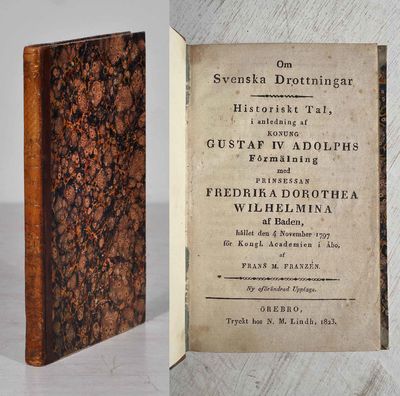 Om
Svenska Drottningar
Historiskt Tal,
i anledning af
KONUNG
GUSTAF IV ADOLPHS
Förmälning
med
PRINSESSAN
FREDRIKA DOROTHEA
WILHELMINA
af Baden,
hållet den 4 November 1797
för Kongl. Academien i Åbo,
af
FRANS M. FRANZÉN.
Ny oförändrad Upplaga.
ÖREBRO,
Tryckt hos N. M. Lindh, 1823.